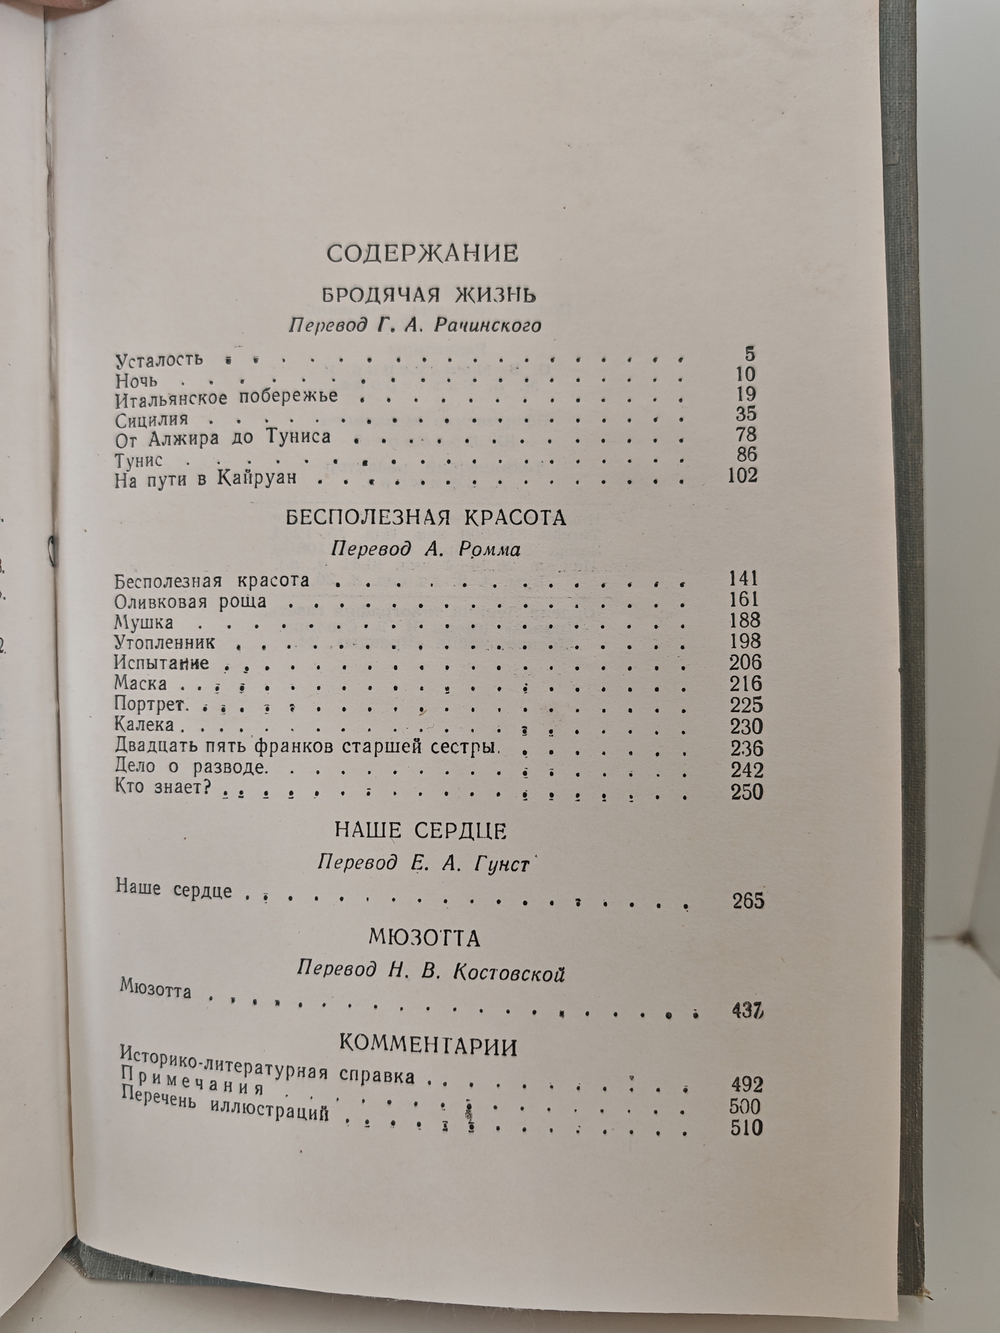 СОДЕРЖАНИЕ
БРОДЯЧАЯ ЖИЗНЬ
Перевод Г. А. Рачинского
Усталость . . . . . . . . . . . . . . . . . . 5
Ночь . . . . . . . . . . . . . . . . . . . . 10
Итальянское побережье . . . . . . . . . . . . . 19
Сицилия . . . . . . . . . . . . . . . . . . . 35
От Алжира до Туниса . . . . . . . . . . . . . 78
Тунис . . . . . . . . . . . . . . . . . . . . 86
На пути в Кайруан . . . . . . . . . . . . . . . 102
БЕСПОЛЕЗНАЯ КРАСОТА
Перевод А. Ромма
Бесполезная красота . . . . . . . . . . . . . . 141
Оливковая роща . . . . . . . . . . . . . . . . 161
Мушка . . . . . . . . . . . . . . . . . . . 188
Утопленник . . . . . . . . . . . . . . . . . . 198
Испытание . . . . . . . . . . . . . . . . . . 206
Маска . . . . . . . . . . . . . . . . . . . . 216
Портрет . . . . . . . . . . . . . . . . . . . 225
Калека . . . . . . . . . . . . . . . . . . . . 230
Двадцать пять франков старшей сестры . . . . . . . . 236
Дело о разводе . . . . . . . . . . . . . . . . . 242
Кто знает? . . . . . . . . . . . . . . . . . . 250
НАШЕ СЕРДЦЕ
Перевод Е. А. Гунст
Наше сердце . . . . . . . . . . . . . . . . . . 265
МЮЗОТТА
Перевод Н. В. Костовской
Мюзотта . . . . . . . . . . . . . . . . . . . 437
КОММЕНТАРИИ
Историко-литературная справка . . . . . . . . . . . 492
Примечания . . . . . . . . . . . . . . . . 500
Перечень иллюстраций . . . . . . . . . . . . . . 510